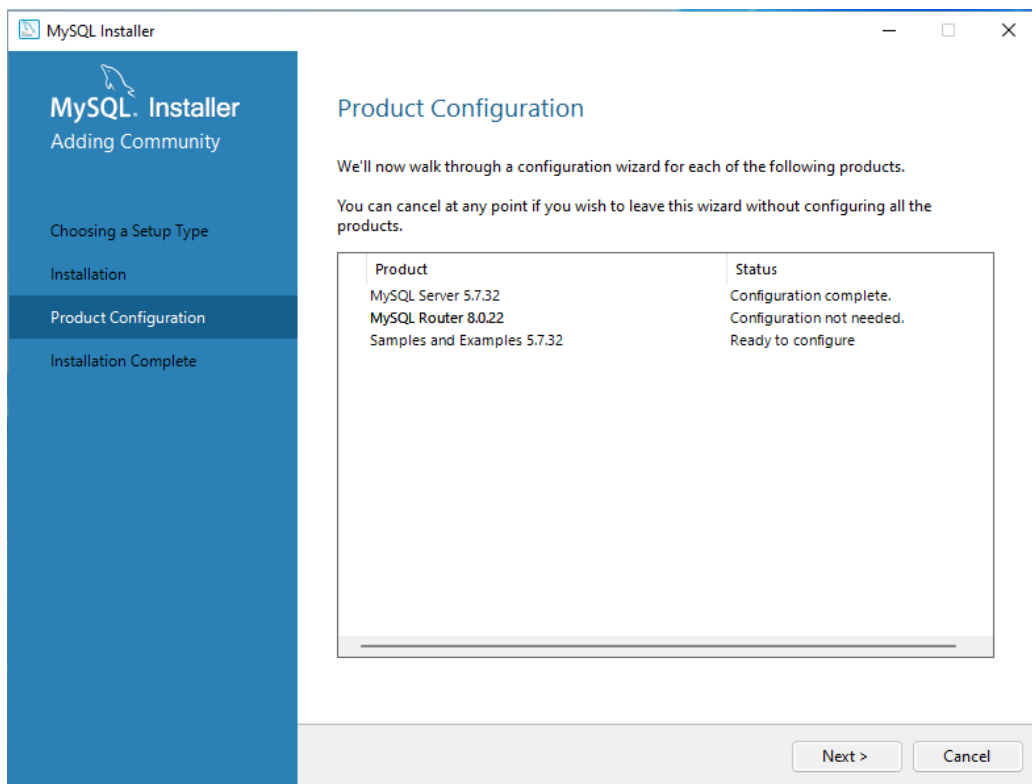 MySQL Installer
MySQL. Installer
Adding Community
Choosing a Setup Type
Installation
Product Configuration
Installation Complete
Product Configuration
We'll now walk through a configuration wizard for each of the following products.
You can cancel at any point if you wish to leave this wizard without configuring all the
products.
Product Status
MySQL Server 5.7.32 Configuration complete.
MySQL Router 8.0.22 Configuration not needed.
Samples and Examples 5.7.32 Ready to configure
Next > Cancel